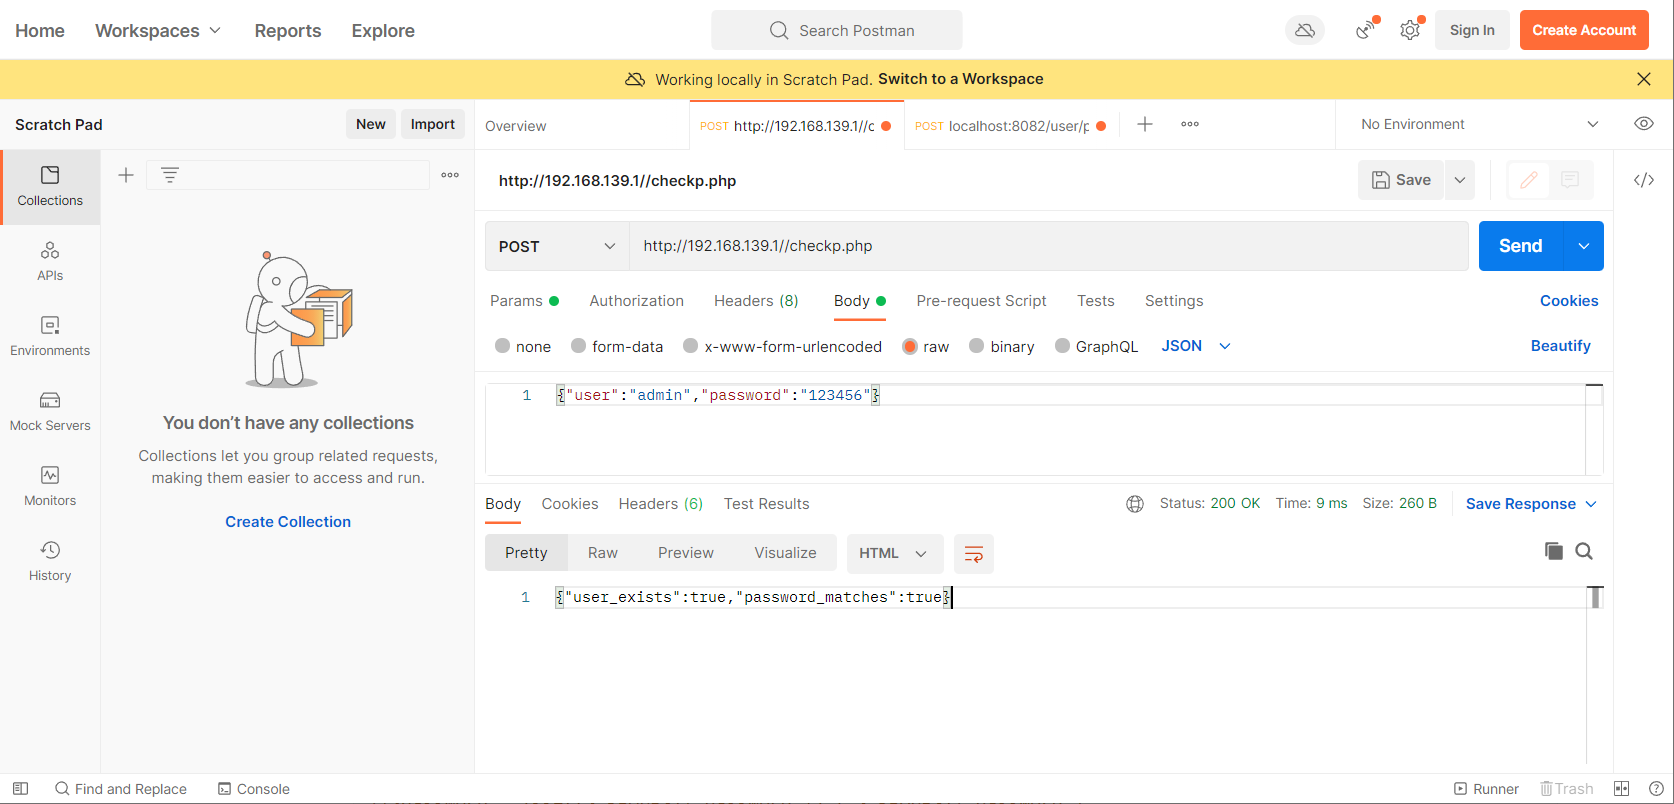 Home Workspaces Reports Explore Search Postman Sign In Create Account
Working locally in Scratch Pad. Switch to a Workspace
Scratch Pad New Import Overview POST http://192.168.139.1//c POST localhost:8082/user/p No Environment
http://192.168.139.1//checkp.php Save
Collections
POST http://192.168.139.1//checkp.php Send
APIs
Params Authorization Headers (8) Body Pre-request Script Tests Settings Cookies
none form-data x-www-form-urlencoded raw binary GraphQL JSON Beautify
Environments
1 {"user":"admin","password":"123456"}
Mock Servers
You don’t have any collections
Collections let you group related requests,
making them easier to access and run.
Create Collection
Monitors
History
Body Cookies Headers (6) Test Results Status: 200 OK Time: 9 ms Size: 260 B Save Response
Pretty Raw Preview Visualize HTML
1 {"user_exists":true,"password_matches":true}
Find and Replace Console Runner Trash